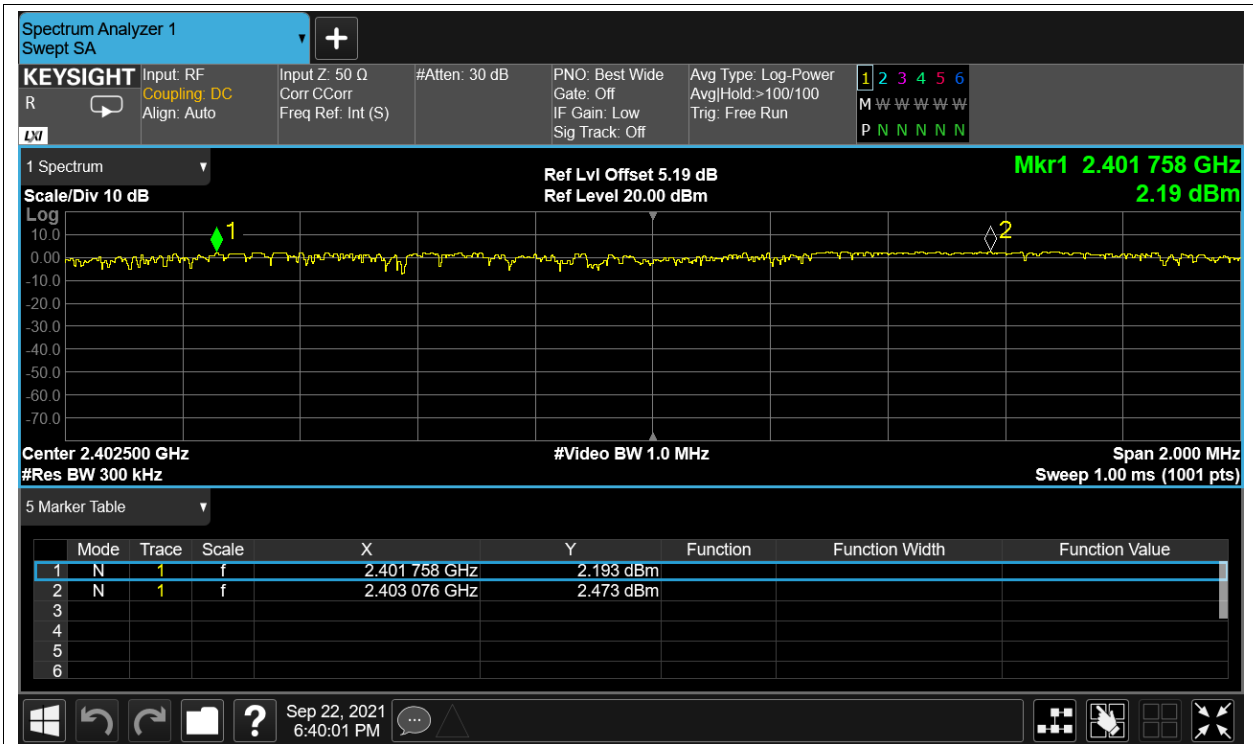 Spectrum Analyzer 1
Swept SA
+
KEYSIGHT
R
LXI
Input: RF
Coupling: DC
Align: Auto
Input Z: 50 Ω
Corr CCorr
Freq Ref: Int (S)
#Atten: 30 dB
PNO: Best Wide
Gate: Off
IF Gain: Low
Sig Track: Off
Avg Type: Log-Power
Avg|Hold:>100/100
Trig: Free Run
1 2 3 4 5 6
M W W W W W
P N N N N N
1 Spectrum
Scale/Div 10 dB
Ref Lvl Offset 5.19 dB
Ref Level 20.00 dBm
Mkr1 2.401 758 GHz
2.19 dBm
Log
10.0
0.00
-10.0
-20.0
-30.0
-40.0
-50.0
-60.0
-70.0
1
2
Center 2.402500 GHz
#Res BW 300 kHz
#Video BW 1.0 MHz
Span 2.000 MHz
Sweep 1.00 ms (1001 pts)
5 Marker Table
Mode Trace Scale X Y Function Function Width Function Value
1 N 1 f 2.401 758 GHz 2.193 dBm
2 N 1 f 2.403 076 GHz 2.473 dBm
3
4
5
6
?
Sep 22, 2021
6:40:01 PM